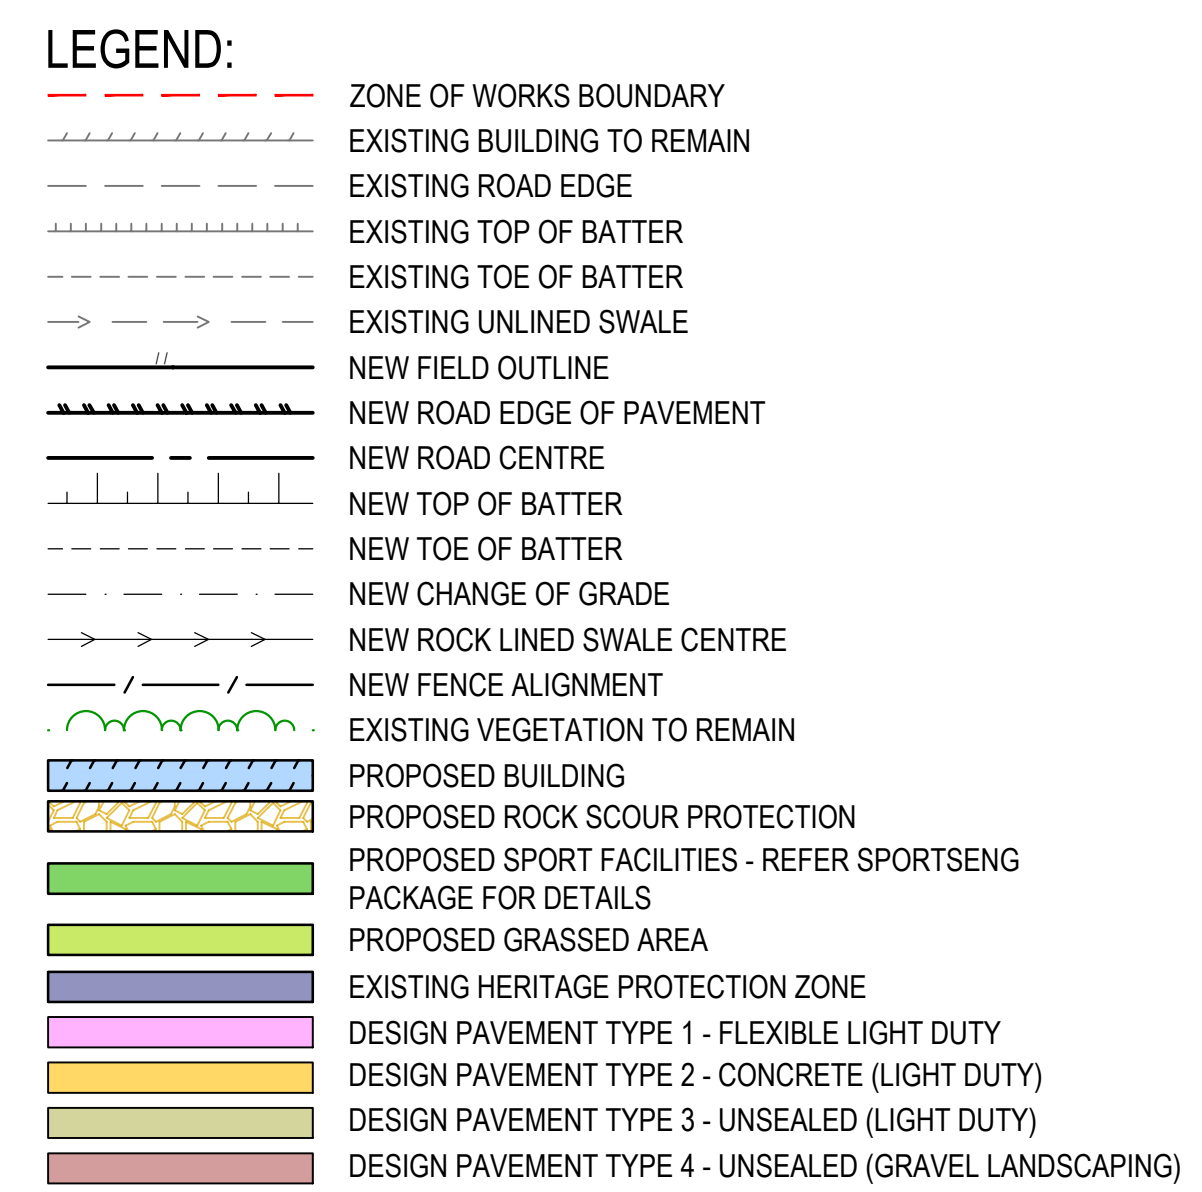 LEGEND:
ZONE OF WORKS BOUNDARY
EXISTING BUILDING TO REMAIN
EXISTING ROAD EDGE
EXISTING TOP OF BATTER
EXISTING TOE OF BATTER
EXISTING UNLINED SWALE
NEW FIELD OUTLINE
NEW ROAD EDGE OF PAVEMENT
NEW ROAD CENTRE
NEW TOP OF BATTER
NEW TOE OF BATTER
NEW CHANGE OF GRADE
NEW ROCK LINED SWALE CENTRE
NEW FENCE ALIGNMENT
EXISTING VEGETATION TO REMAIN
PROPOSED BUILDING
PROPOSED ROCK SCOUR PROTECTION
PROPOSED SPORT FACILITIES - REFER SPORTSENG
PACKAGE FOR DETAILS
PROPOSED GRASSED AREA
EXISTING HERITAGE PROTECTION ZONE
DESIGN PAVEMENT TYPE 1 - FLEXIBLE LIGHT DUTY
DESIGN PAVEMENT TYPE 2 - CONCRETE (LIGHT DUTY)
DESIGN PAVEMENT TYPE 3 - UNSEALED (LIGHT DUTY)
DESIGN PAVEMENT TYPE 4 - UNSEALED (GRAVEL LANDSCAPING)